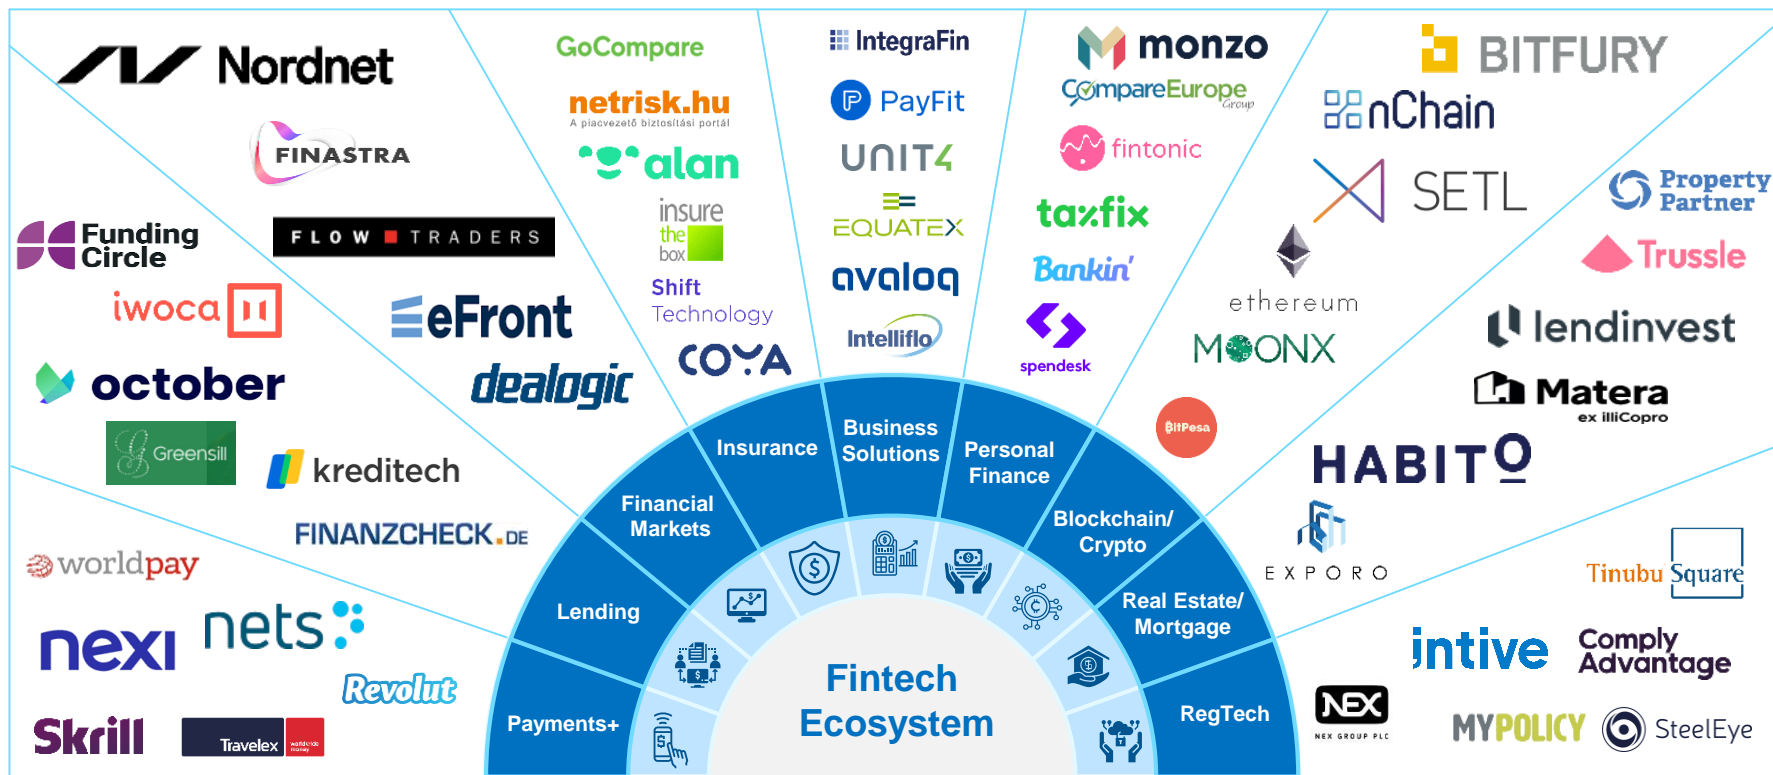 Nordnet
FINASTRA
FLOW TRADERS
eFront
dealogic
Funding
Circle
iwoca
october
Greensill
kreditech
FINANZCHECK.DE
worldpay
nets
nexi
Revolut
Skrill
Travelex
worldwide
money
GoCompare
netrisk.hu
A piacvezető biztosítási portál
alan
insure
the
box
Shift
Technology
COYA
IntegraFin
PayFit
UNIT4
EQUATEX
avaloq
Intelliflo
monzo
CompareEurope
Group
fintonic
taxfix
Bankin'
spendesk
BITFURY
nChain
SETL
ethereum
MOONX
BitPesa
Property
Partner
Trussle
lendinvest
Matera
ex illiCopro
HABITO
EXPORO
Tinubu Square
intive
Comply
Advantage
NEX
NEX GROUP PLC
MYPOLICY
SteelEye
Payments+
Lending
Financial
Markets
Insurance
Business
Solutions
Personal
Finance
Blockchain/
Crypto
Real Estate/
Mortgage
RegTech
Fintech
Ecosystem